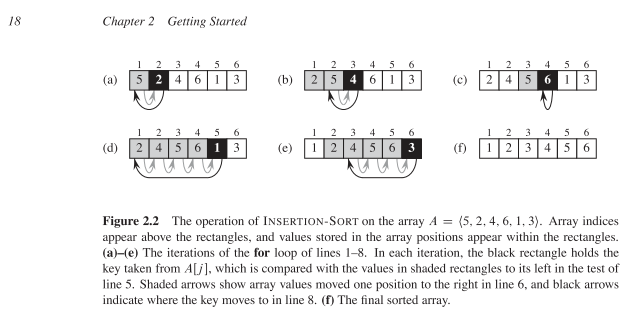 18 Chapter 2 Getting Started
1 2 3 4 5 6 1 2 3 4 5 6 1 2 3 4 5 6
(a) 5 2 4 6 1 3 (b) 2 5 4 6 1 3 (c) 2 4 5 6 1 3
1 2 3 4 5 6 1 2 3 4 5 6 1 2 3 4 5 6
(d) 2 4 5 6 1 3 (e) 1 2 4 5 6 3 (f) 1 2 3 4 5 6
Figure 2.2 The operation of INSERTION-SORT on the array A = ⟨5, 2, 4, 6, 1, 3⟩. Array indices
appear above the rectangles, and values stored in the array positions appear within the rectangles.
(a)–(e) The iterations of the for loop of lines 1–8. In each iteration, the black rectangle holds the
key taken from A[j], which is compared with the values in shaded rectangles to its left in the test of
line 5. Shaded arrows show array values moved one position to the right in line 6, and black arrows
indicate where the key moves to in line 8. (f) The final sorted array.